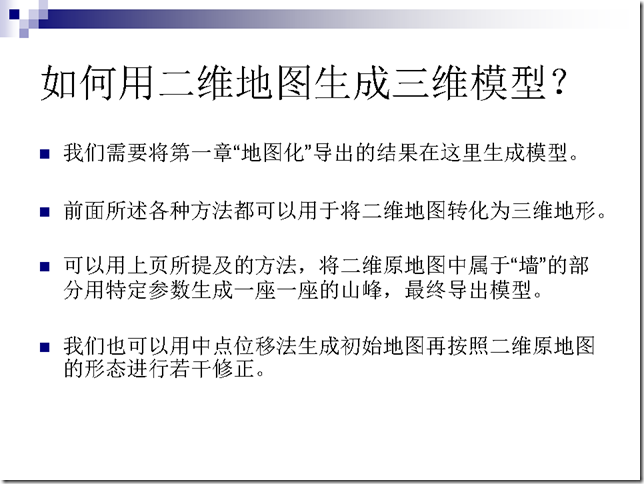 如何用二维地图生成三维模型？
我们需要将第一章“地图化”导出的结果在这里生成模型。
前面所述各种方法都可以用于将二维地图转化为三维地形。
可以用上页所提及的方法，将二维原地图中属于“墙”的部
分用特定参数生成一座一座的山峰，最终导出模型。
我们也可以用中点位移法生成初始地图再按照二维原地图
的形态进行若干修正。